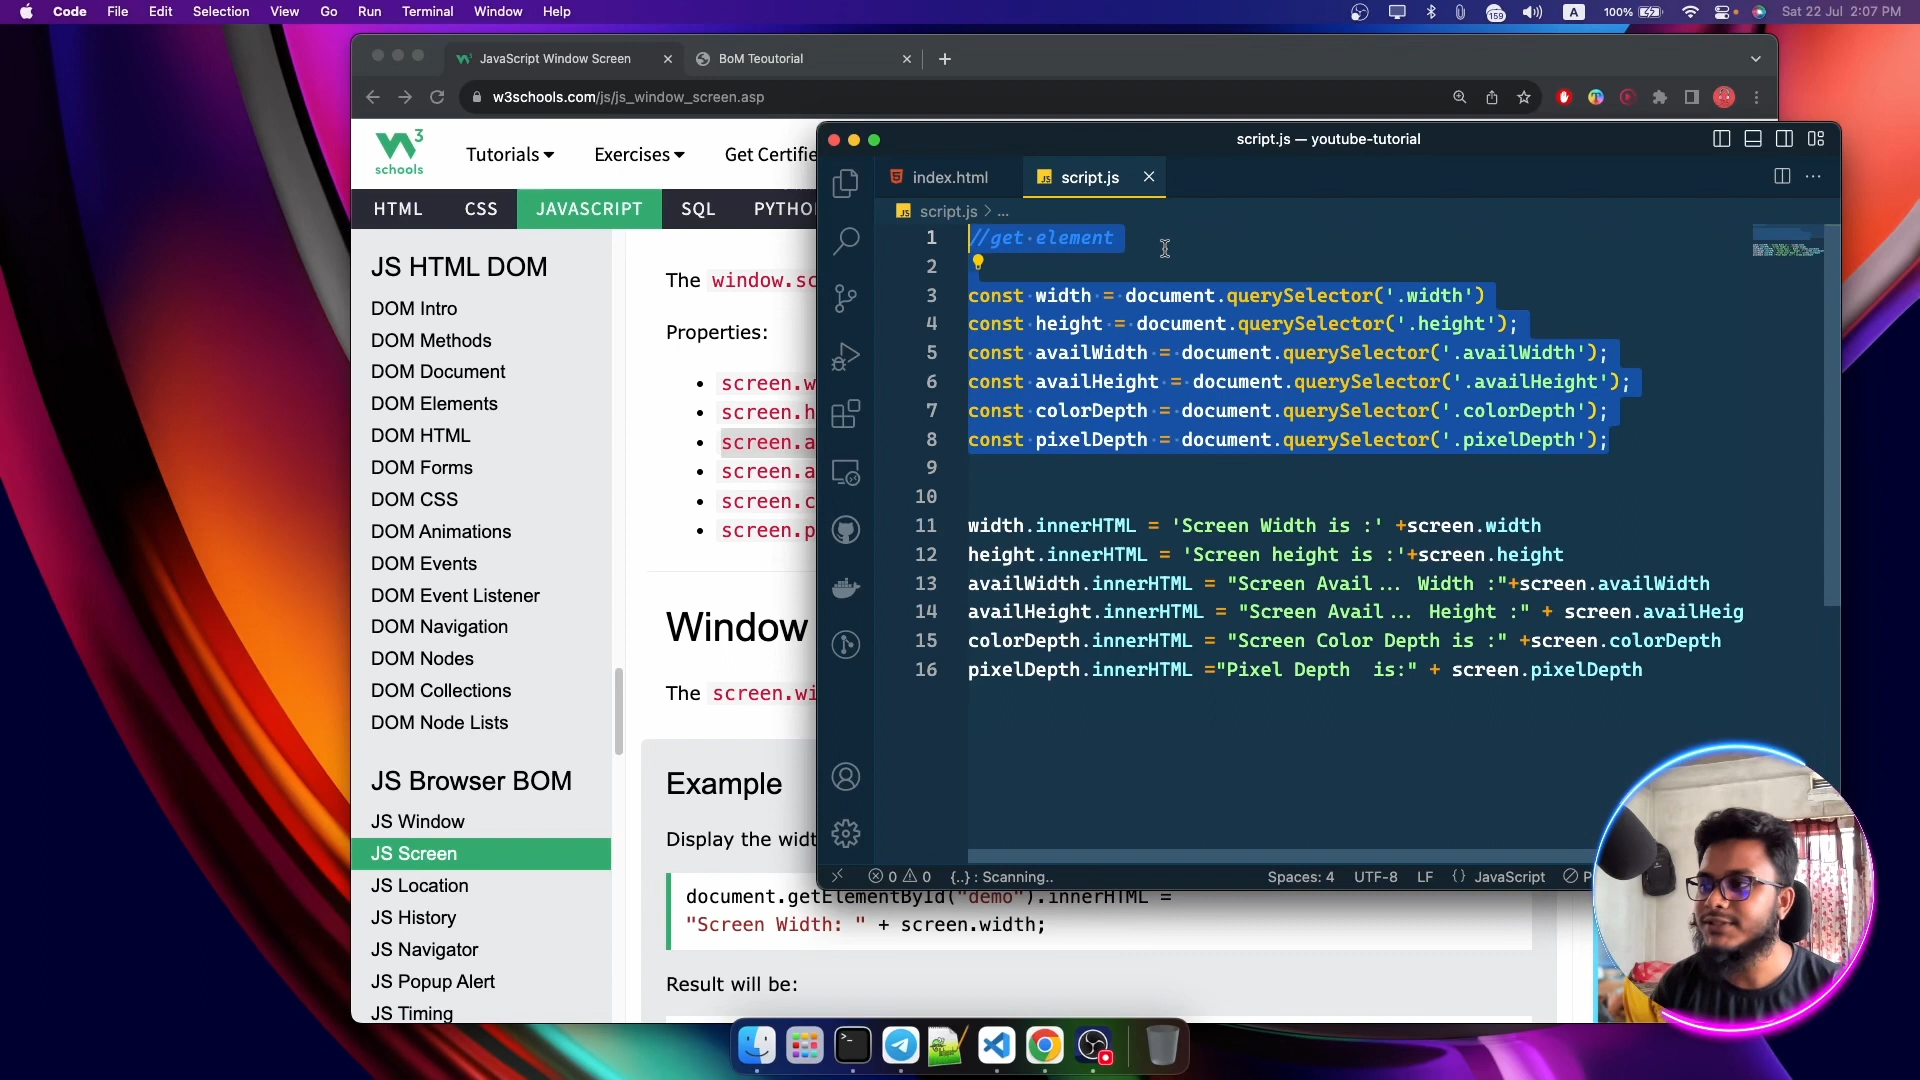 Code File Edit Selection View Go Run Terminal Window Help
159 A 100% Sat 22 Jul 2:07 PM
JavaScript Window Screen
BoM Teoutorial
w3schools.com/js/js_window_screen.asp
W3
schools
Tutorials Exercises
HTML CSS JAVASCRIPT SQL
JS HTML DOM
DOM Intro
DOM Methods
DOM Document
DOM Elements
DOM HTML
DOM Forms
DOM CSS
DOM Animations
DOM Events
DOM Event Listener
DOM Navigation
DOM Nodes
DOM Collections
DOM Node Lists
JS Browser BOM
JS Window
JS Screen
JS Location
JS History
JS Navigator
JS Popup Alert
JS Timing
The window.sc
Properties:
screen.w
screen.h
screen.a
screen.a
screen.c
screen.p
Window
The screen.wi
Example
Display the widt
document.getElementById("demo").innerHTML =
"Screen Width: " + screen.width;
Result will be:
script.js — youtube-tutorial
index.html
script.js
script.js > ...
1 //get element
2
3 const width = document.querySelector('.width')
4 const height = document.querySelector('.height');
5 const availWidth = document.querySelector('.availWidth');
6 const availHeight = document.querySelector('.availHeight');
7 const colorDepth = document.querySelector('.colorDepth');
8 const pixelDepth = document.querySelector('.pixelDepth');
9
10
11 width.innerHTML = 'Screen Width is :' +screen.width
12 height.innerHTML = 'Screen height is :'+screen.height
13 availWidth.innerHTML = "Screen Avail... Width :"+screen.availWidth
14 availHeight.innerHTML = "Screen Avail... Height :" + screen.availHeig
15 colorDepth.innerHTML = "Screen Color Depth is :" +screen.colorDepth
16 pixelDepth.innerHTML ="Pixel Depth  is:" + screen.pixelDepth
0 0 {..} : Scanning.. Spaces: 4 UTF-8 LF {} JavaScript